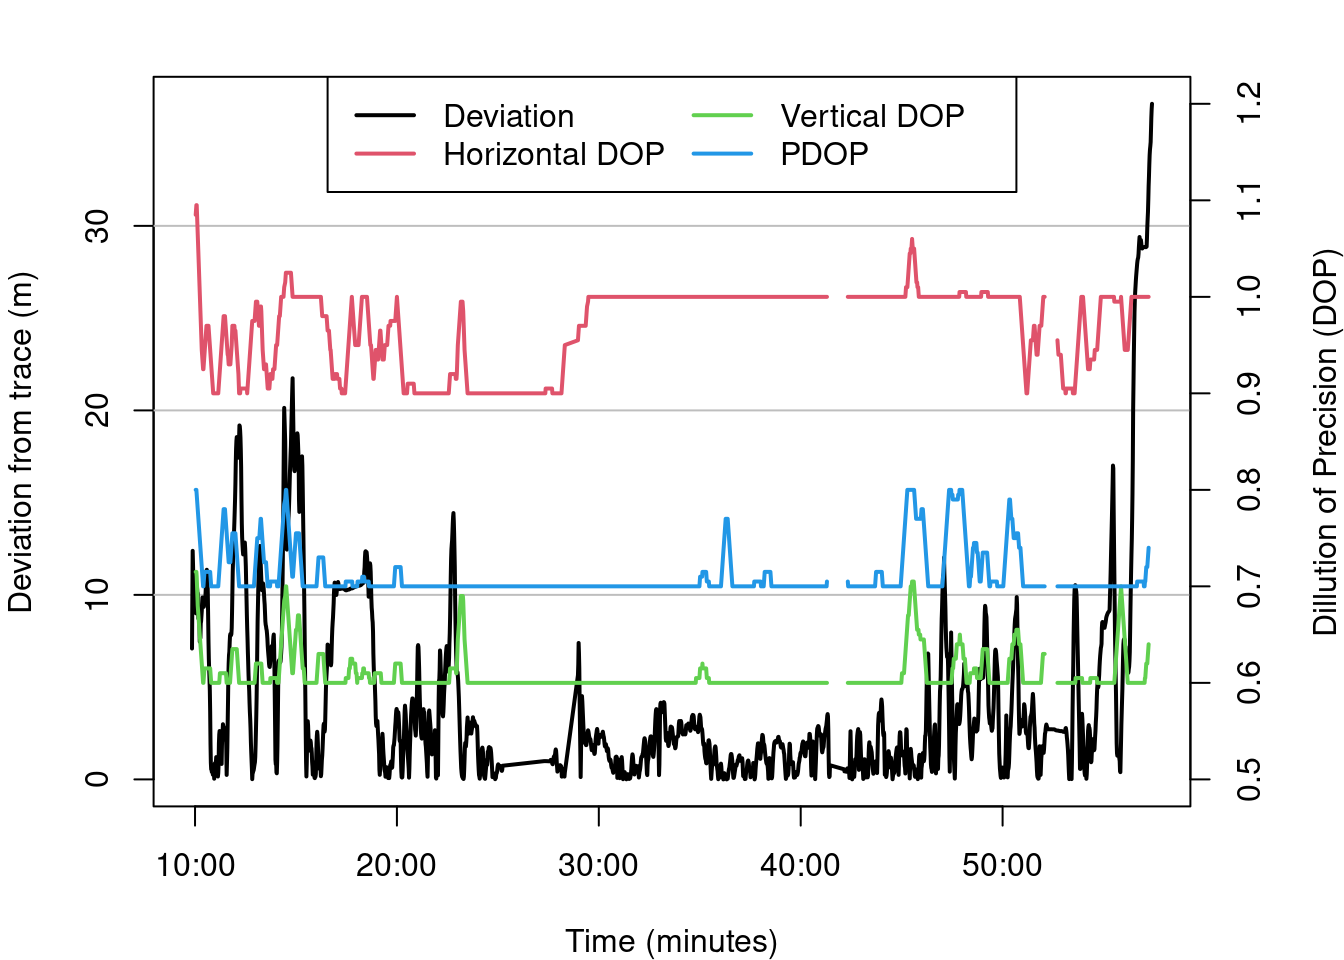 Deviation
Horizontal DOP
Vertical DOP
PDOP
Deviation from trace (m)
30
20
10
0
1.2
1.1
1.0
0.9
0.8
0.7
0.6
0.5
Dillution of Precision (DOP)
10:00 20:00 30:00 40:00 50:00
Time (minutes)